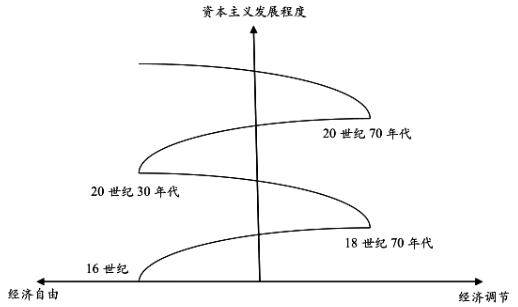 资本主义发展程度
20 世纪 70 年代
20 世纪 30 年代
18 世纪 70 年代
16 世纪
经济自由
经济调节